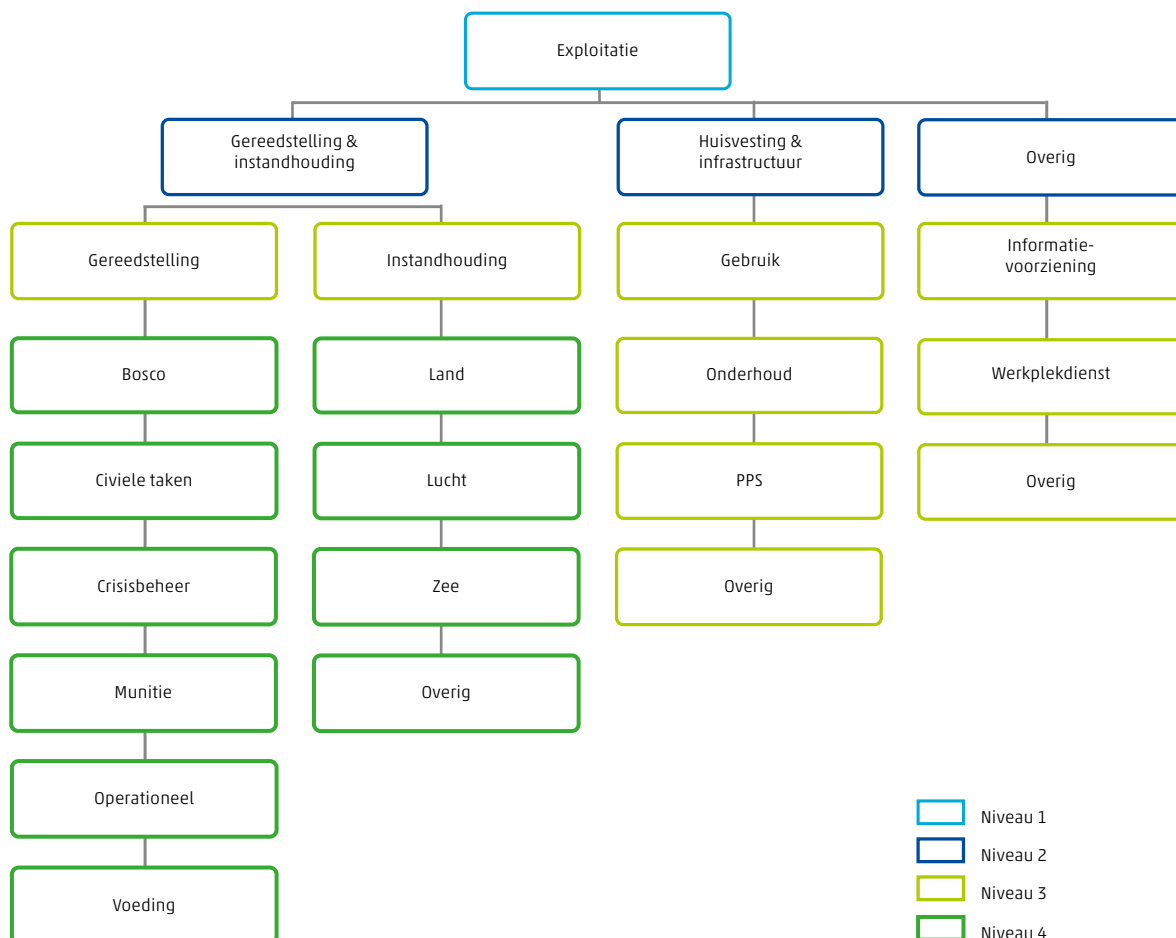 Exploitatie
Gereedstelling &
instandhouding
Huisvesting &
infrastructuur
Overig
Gereedstelling
Instandhouding
Gebruik
Informatie-
voorziening
Bosco
Land
Onderhoud
Werkplekdienst
Civiele taken
Lucht
PPS
Overig
Crisisbeheer
Zee
Overig
Munitie
Overig
Operationeel
Voeding
Niveau 1
Niveau 2
Niveau 3
Niveau 4